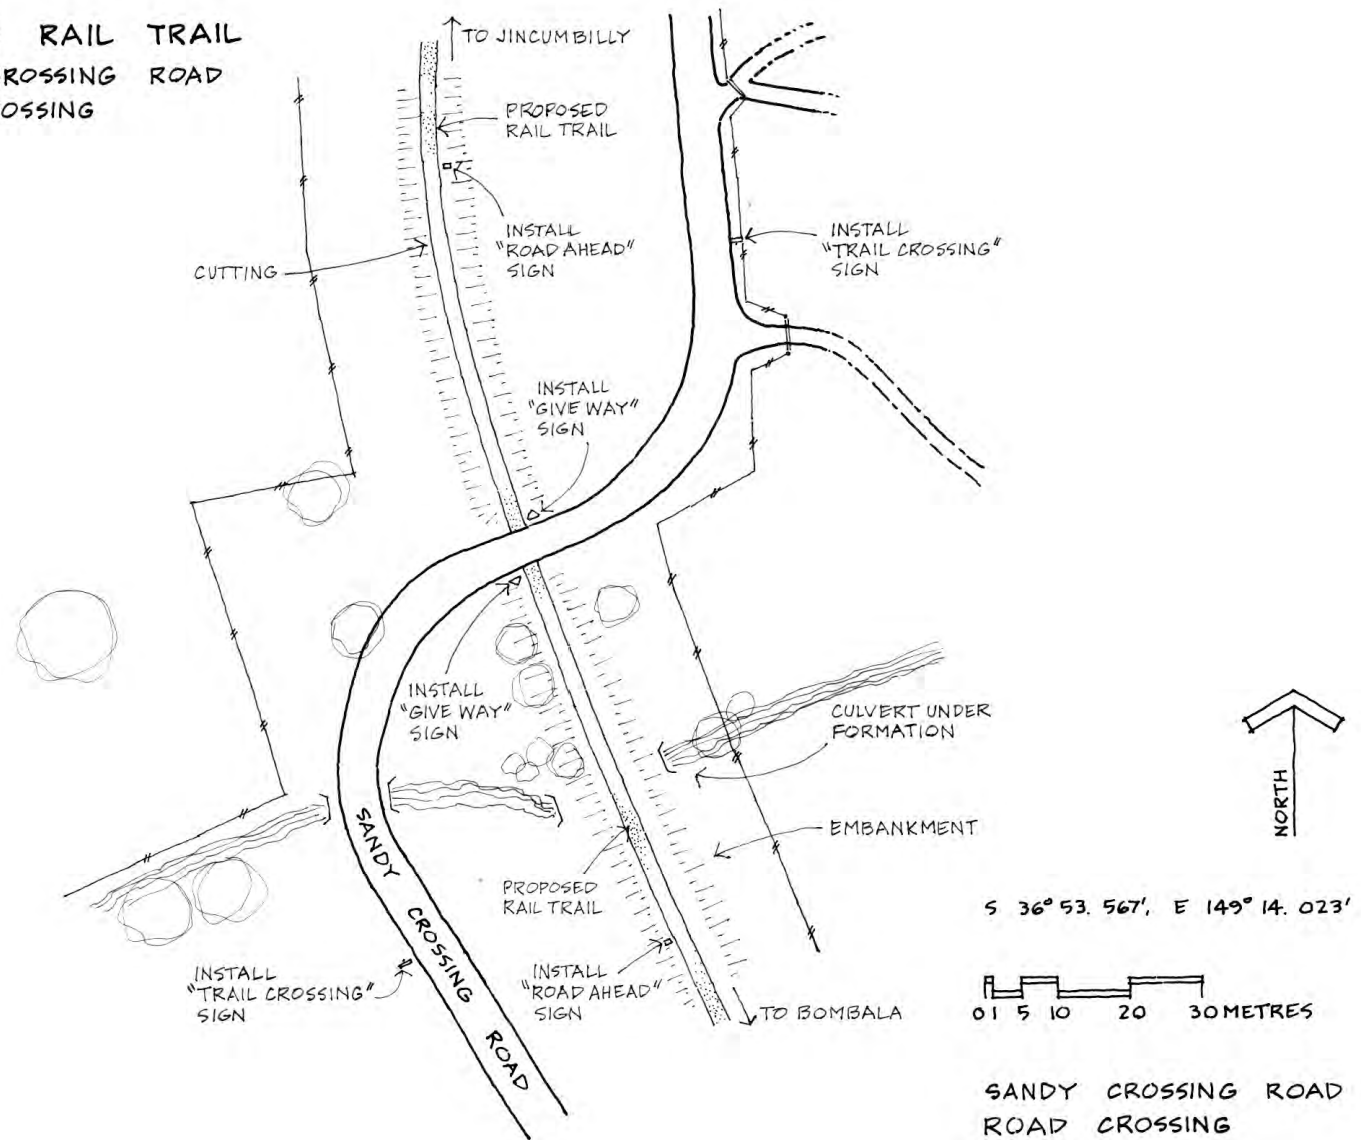 RAIL TRAIL
CROSSING ROAD
TO JINCUMBILLY
PROPOSED
RAIL TRAIL
INSTALL
"ROAD AHEAD"
SIGN
INSTALL
"TRAIL CROSSING"
SIGN
CUTTING
INSTALL
"GIVE WAY"
SIGN
INSTALL
"GIVE WAY"
SIGN
CULVERT UNDER
FORMATION
NORTH
SANDY CROSSING ROAD
EMBANKMENT
PROPOSED
RAIL TRAIL
INSTALL
"TRAIL CROSSING"
SIGN
INSTALL
"ROAD AHEAD"
SIGN
TO BOMBALA
S 36° 53. 567', E 149° 14. 023'
0 1 5 10 20 30 METRES
SANDY CROSSING ROAD
ROAD CROSSING